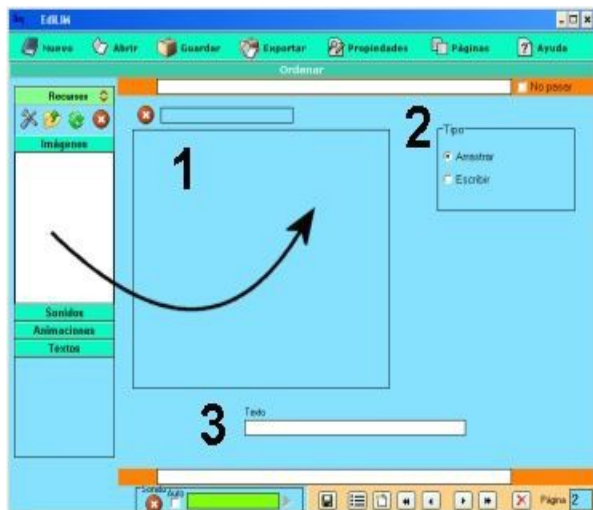 EdiLIM
Nuevo Abrir Guardar Exportar Propiedades Páginas Ayuda
Ordenar
Recursos
No pasar
Imágenes
1
2
Tipo
Arrastrar
Escribir
Sonidos
Animaciones
Textos
3
Texto
Sonido Auto
Página 2